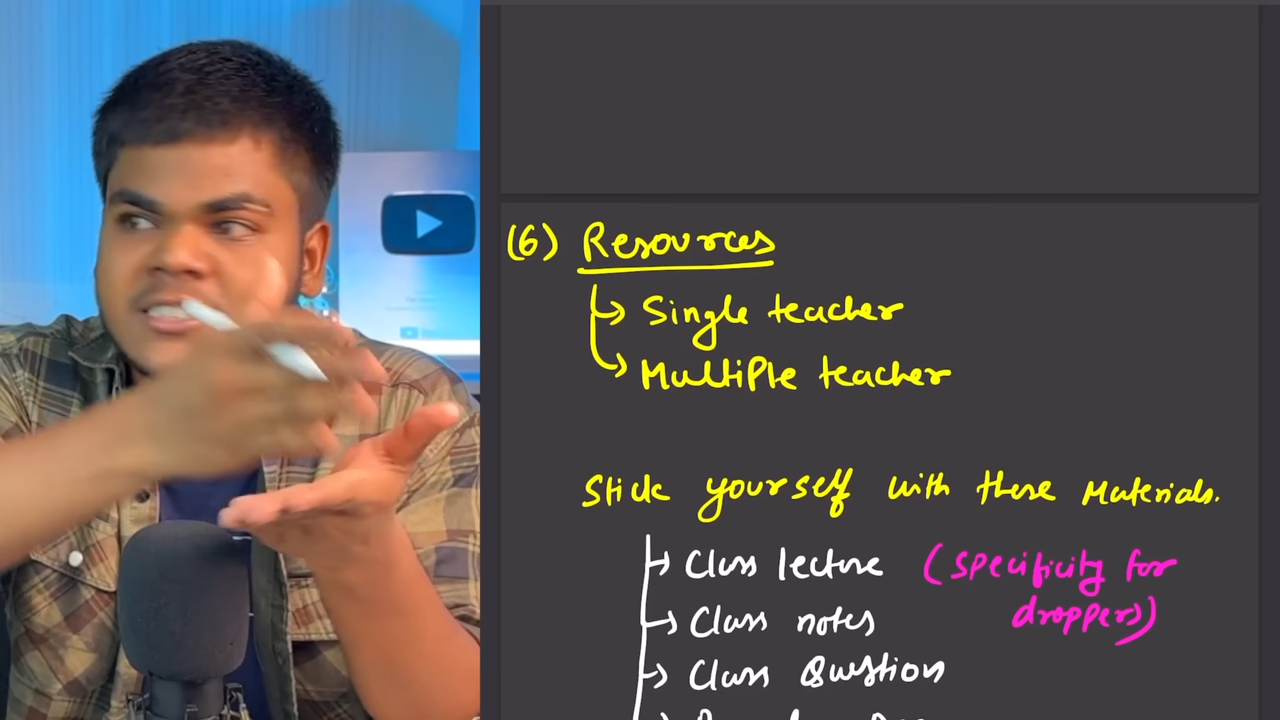 (6) Resources
Single teacher
Multiple teacher
Stick yourself with these Materials.
Class lecture (Specificity for
droppers)
Class notes
Class Question